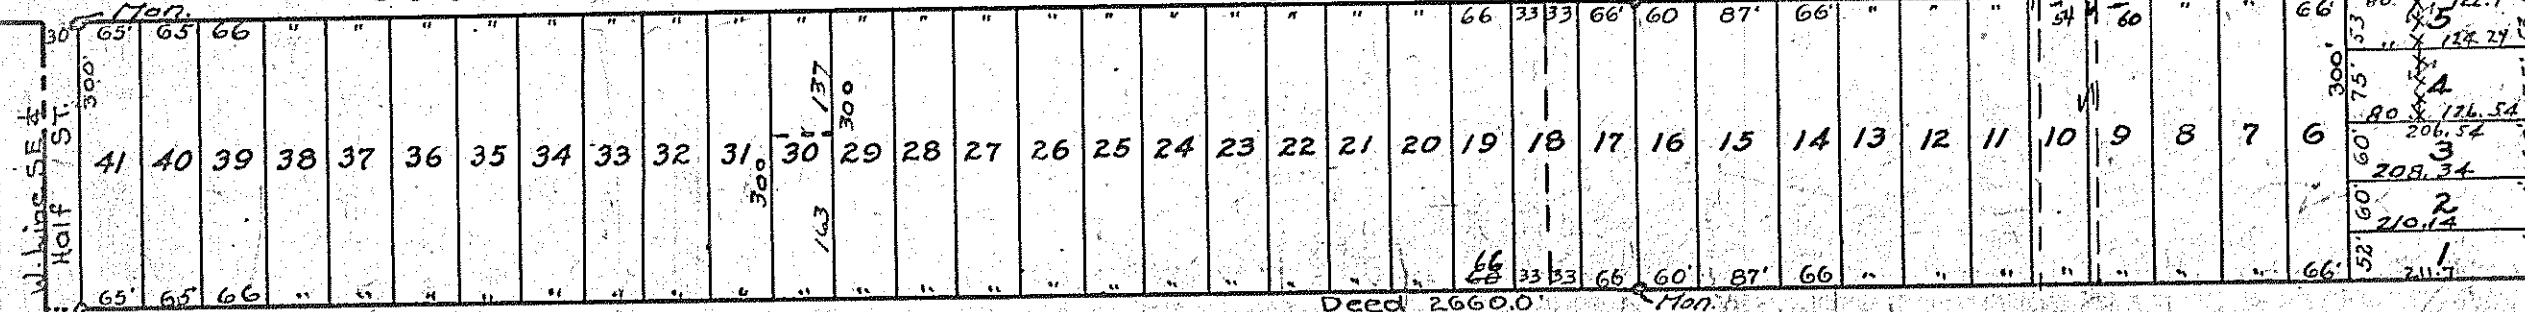 Mon.
30' 65' 65' 66 " " " " " " " " " " " " " " " " " " " 66 33 33 66' 60 87' 66' " " " 54 60 " " 66'
53 5
" 124.24
300' 137 300 300' 75' 4
80 126.54
W. Line SE ¼
Half ST.
41 40 39 38 37 36 35 34 33 32 31 30 29 28 27 26 25 24 23 22 21 20 19 18 17 16 15 14 13 12 11 10 9 8 7 6
206.54
60' 3
208.34
300 163
60' 2
210.14
52' 1
211.7
66
65' 65' 66 " " " " " " " " " " " " " " " " " " " 66 33 33 66 60' 87' 66 " " " " " " " 66'
Deed 2660.0' Mon.